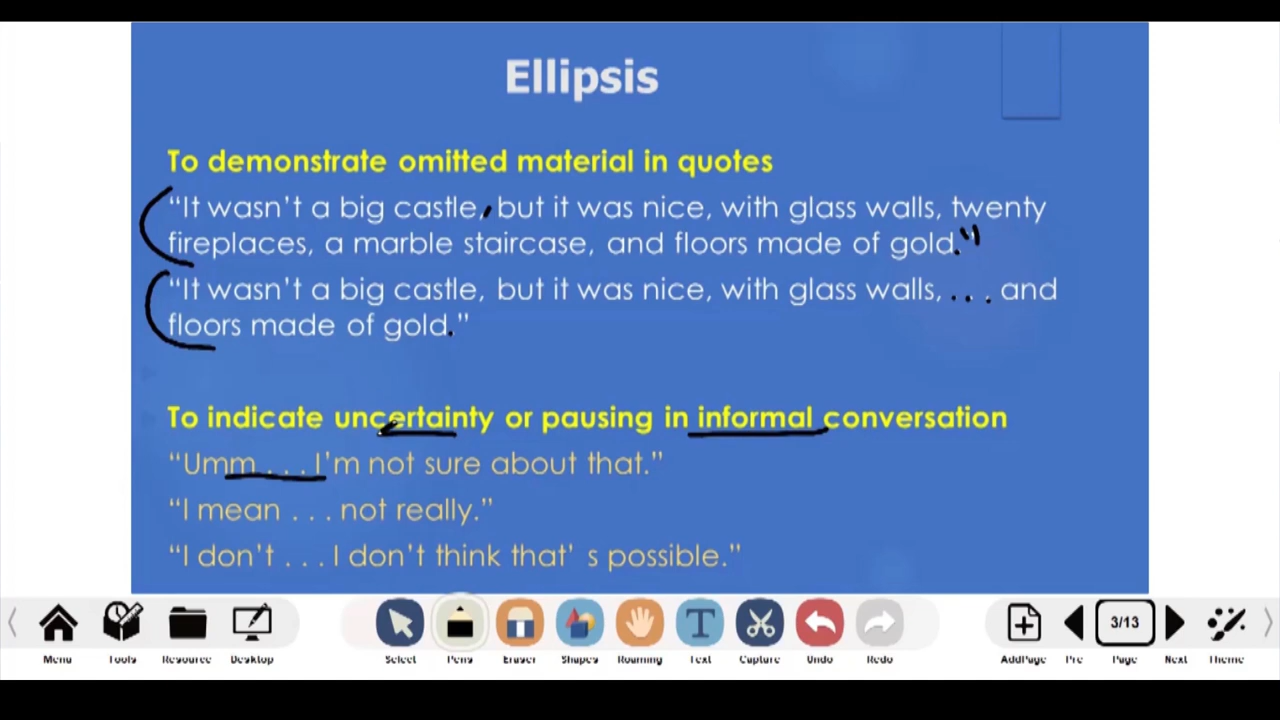 Ellipsis
To demonstrate omitted material in quotes
“It wasn’t a big castle, but it was nice, with glass walls, twenty
fireplaces, a marble staircase, and floors made of gold.”
“It wasn’t a big castle, but it was nice, with glass walls, . . . and
floors made of gold.”
To indicate uncertainty or pausing in informal conversation
“Umm . . . I’m not sure about that.”
“I mean . . . not really.”
“I don’t . . . I don’t think that’ s possible.”
3/13
Menu Tools Resource Desktop Select Pens Eraser Shapes Roaming Text Capture Undo Redo AddPage Pre Page Next Theme